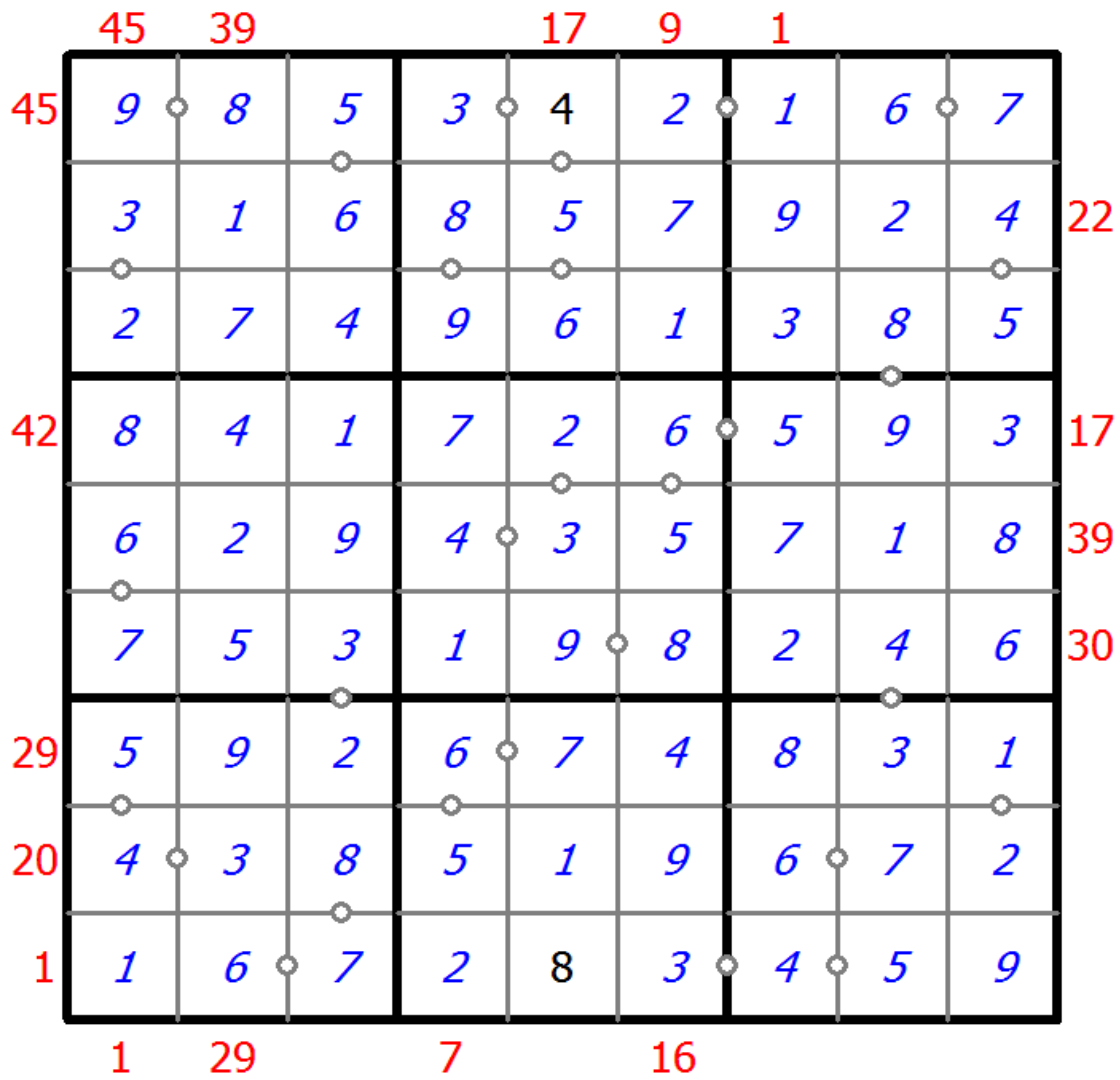 45 39 17 9 1
45 9 8 5 3 4 2 1 6 7
3 1 6 8 5 7 9 2 4 22
2 7 4 9 6 1 3 8 5
42 8 4 1 7 2 6 5 9 3 17
6 2 9 4 3 5 7 1 8 39
7 5 3 1 9 8 2 4 6 30
29 5 9 2 6 7 4 8 3 1
20 4 3 8 5 1 9 6 7 2
1 1 6 7 2 8 3 4 5 9
1 29 7 16